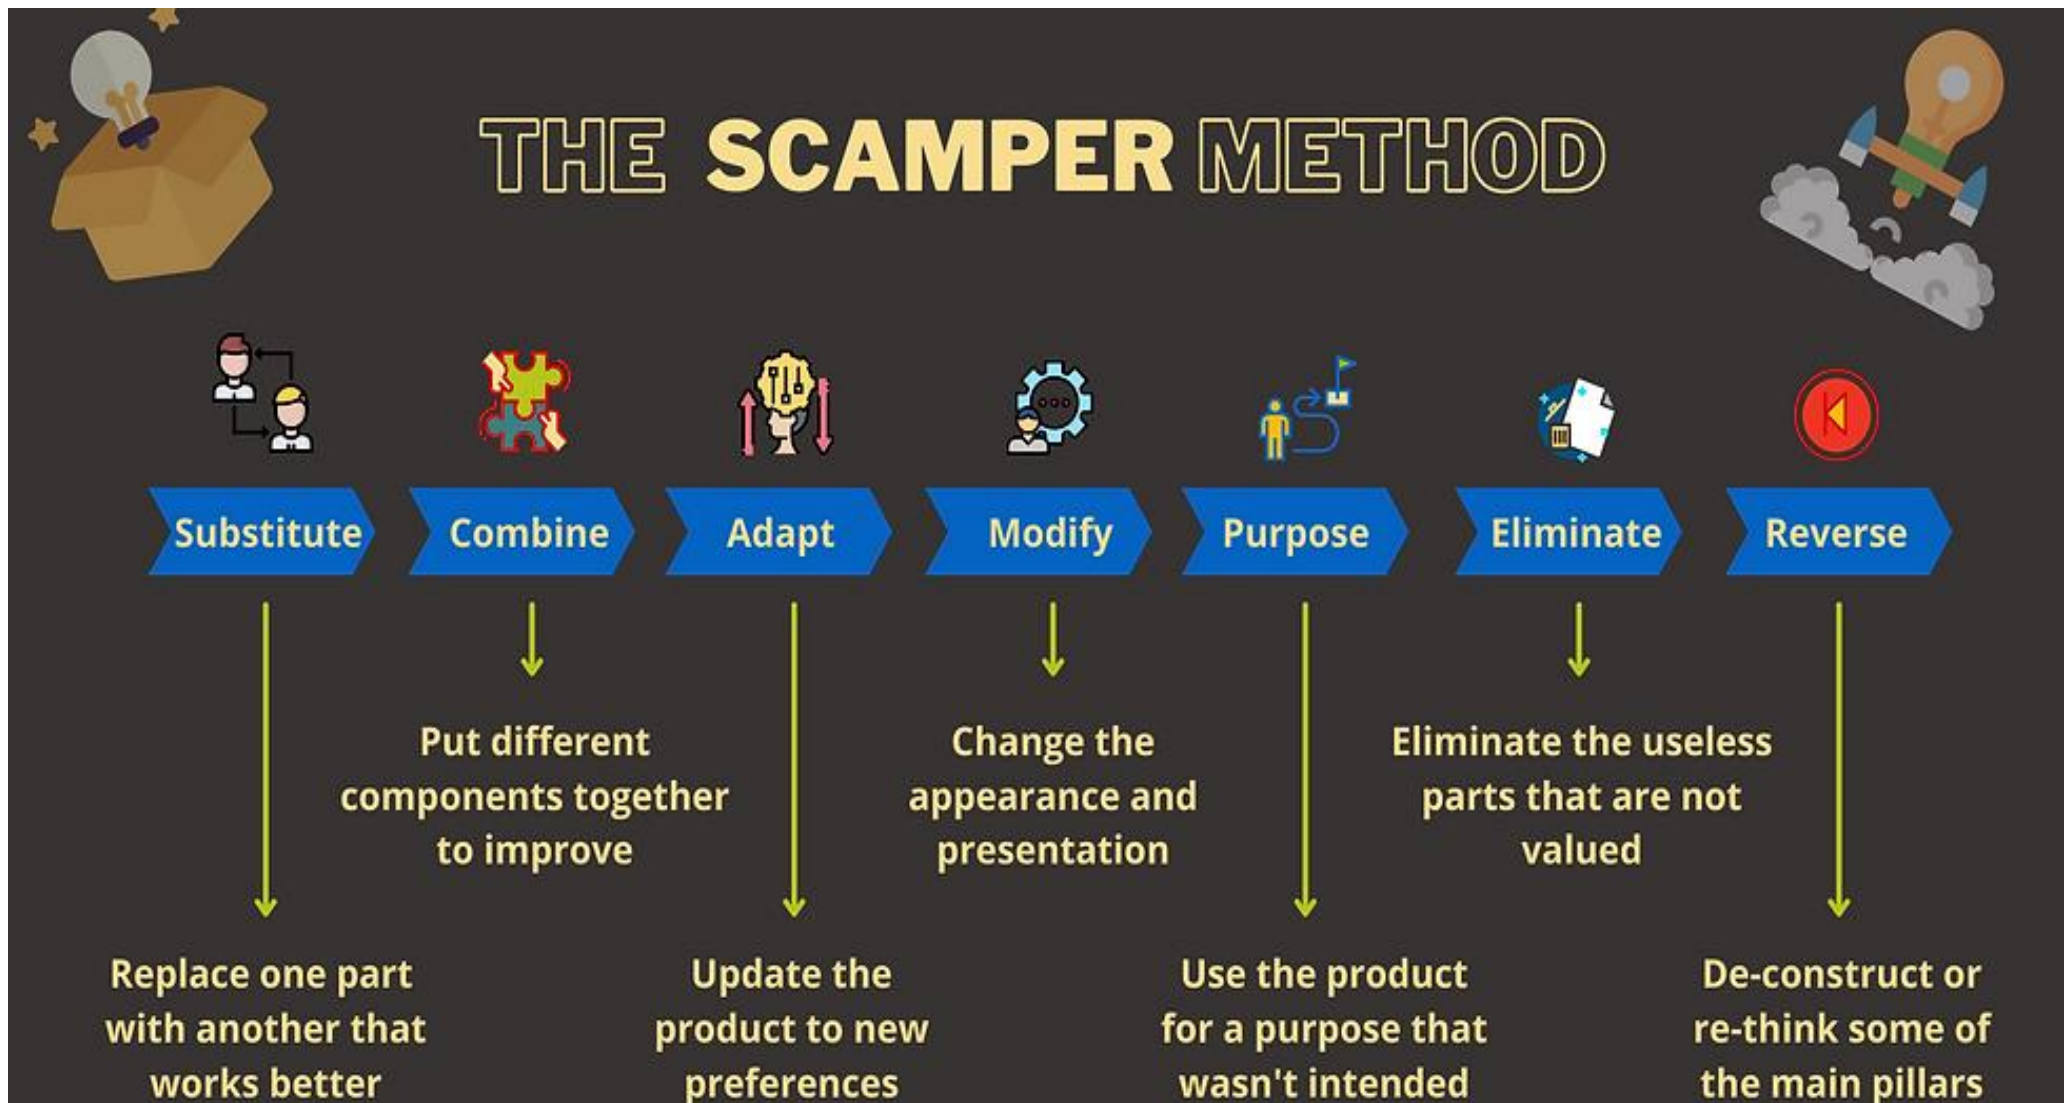 THE SCAMPER METHOD
Substitute
Combine
Adapt
Modify
Purpose
Eliminate
Reverse
Put different
components together
to improve
Change the
appearance and
presentation
Eliminate the useless
parts that are not
valued
Replace one part
with another that
works better
Update the
product to new
preferences
Use the product
for a purpose that
wasn't intended
De-construct or
re-think some of
the main pillars